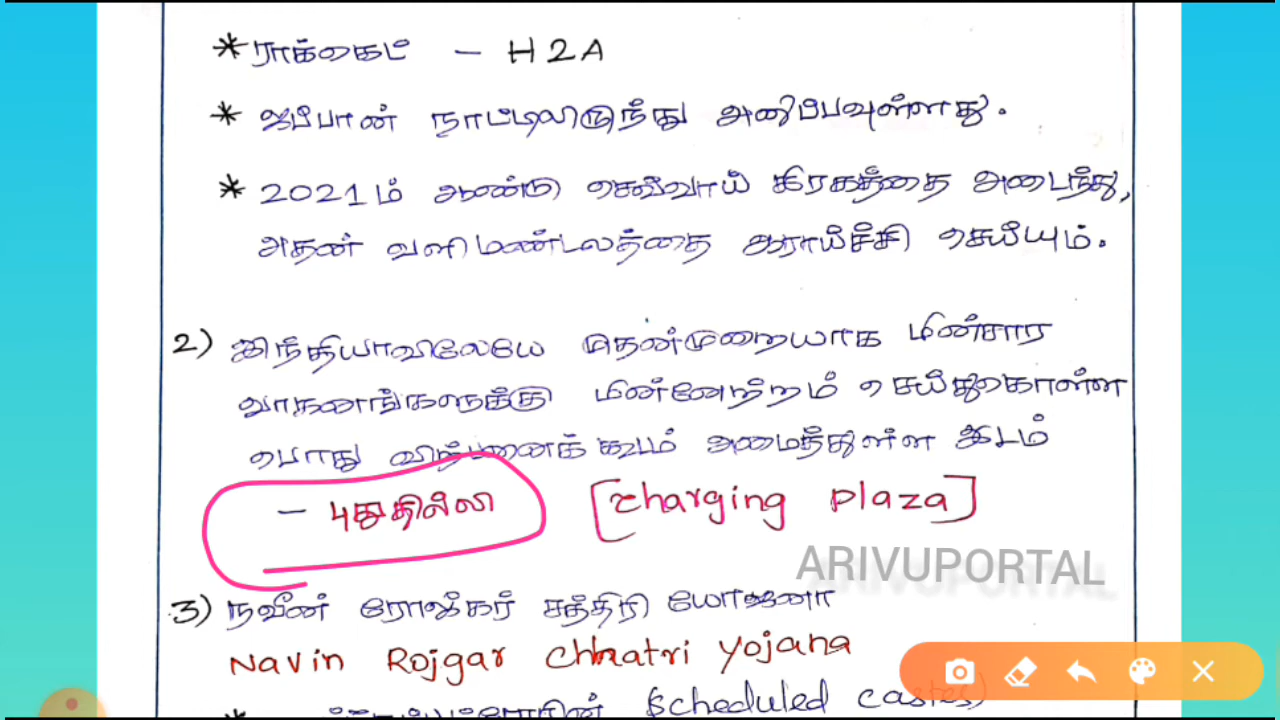 * ராக்கெட் - H2A
* ஜப்பான் நாட்டிலிருந்து அனுப்பவுள்ளது.
* 2021ம் ஆண்டு செவ்வாய் கிரகத்தை அடைந்து,
அதன் வளிமண்டலத்தை ஆராய்ச்சி செய்யும்.
2) இந்தியாவிலேயே முதன்முறையாக மின்சார
வாகனங்களுக்கு மின்னேற்றம் செய்துகொள்ள
பொது விற்பனைக் கூடம் அமைத்துள்ள இடம்
- புதுதில்லி [charging plaza]
ARIVUPORTAL
3) நவீன் ரோஜ்கர் சத்திரி யோஜனா
Navin Rojgar Chhatri Yojana
(Scheduled castes)